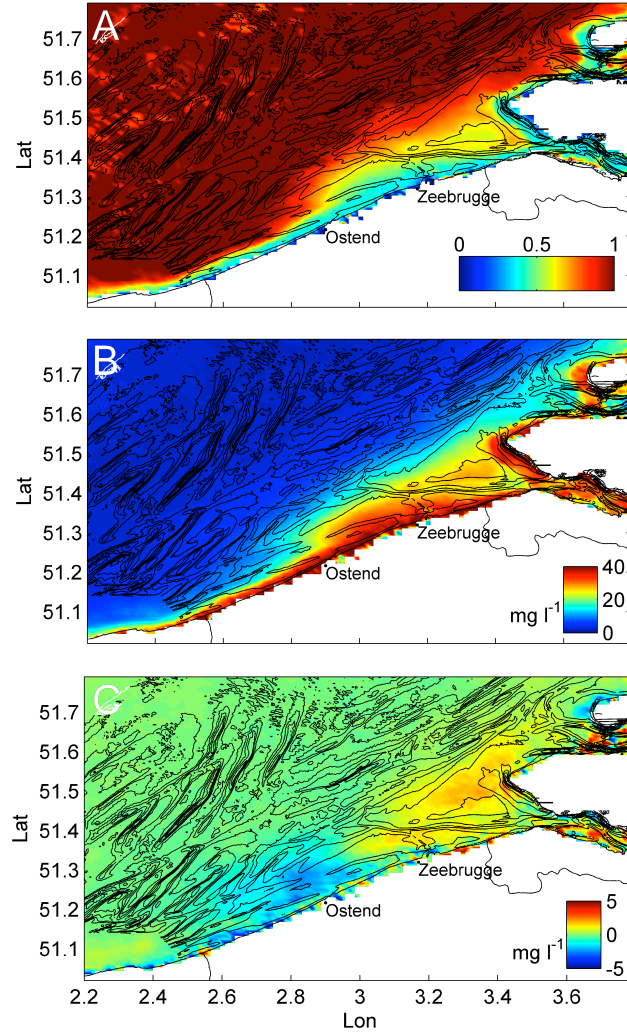 A
51.7
51.6
51.5
Lat
51.4
51.3
51.2
51.1
Zeebrugge
Ostend
0 0.5 1
B
51.7
51.6
51.5
Lat
51.4
51.3
51.2
51.1
Zeebrugge
Ostend
mg l-1
40
20
0
C
51.7
51.6
51.5
Lat
51.4
51.3
51.2
51.1
Zeebrugge
Ostend
mg l-1
5
0
-5
2.2 2.4 2.6 2.8 3 3.2 3.4 3.6
Lon